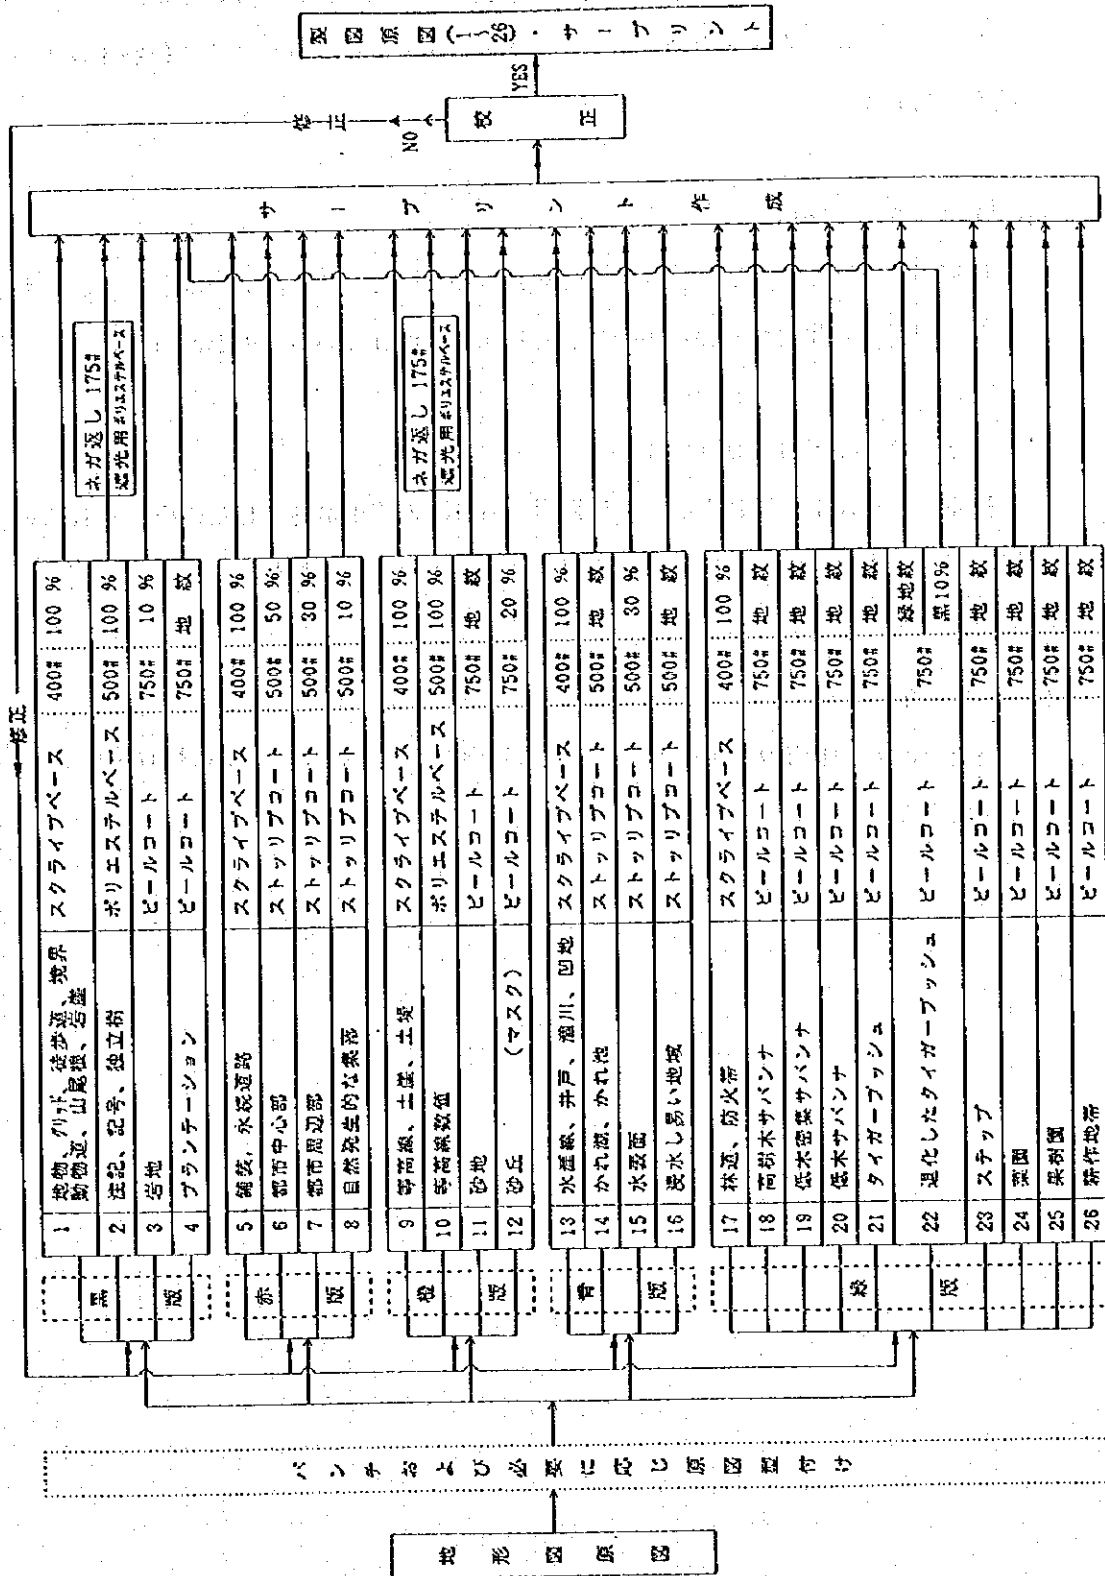 地形図原図
パンチおよび必要に応じ原図型付け
修正
黒版
1 地物、グリッド、徒歩道、境界 動物道、山尾根、岩崖 スクライブベース 400# 100 %
2 注記、記号、独立樹 ポリエステルベース 500# 100 %
3 岩地 ピールコート 750# 10 %
4 プランテーション ピールコート 750# 地 紋
赤版
5 舗装, 永続道路 スクライブベース 400# 100 %
6 都市中心部 ストリップコート 500# 50 %
7 都市周辺部 ストリップコート 500# 30 %
8 自然発生的な集落 ストリップコート 500# 10 %
橙版
9 等高線、土崖、土堤 スクライブベース 400# 100 %
10 等高線数値 ポリエステルベース 500# 100 %
11 砂地 ピールコート 750# 地 紋
12 砂丘 (マスク) ピールコート 750# 20 %
青版
13 水涯線、井戸、凹地 スクライブベース 400# 100 %
14 かれ湖、かれ池 ストリップコート 500# 地 紋
15 水表面 ストリップコート 500# 30 %
16 浸水し易い地域 ストリップコート 500# 地 紋
緑版
17 林道、防火帯 スクライブベース 400# 100 %
18 高樹木サバンナ ピールコート 750# 地 紋
19 低木密集サバンナ ピールコート 750# 地 紋
20 低木サバンナ ピールコート 750# 地 紋
21 タイガーブッシュ ピールコート 750# 地 紋
22 退化したタイガーブッシュ ピールコート 750# 緑地紋 黒10%
23 ステップ ピールコート 750# 地 紋
24 菜園 ピールコート 750# 地 紋
25 果樹園 ピールコート 750# 地 紋
26 耕作地帯 ピールコート 750# 地 紋
ネガ返し 175#
遮光用ポリエステルベース
ネガ返し 175#
遮光用ポリエステルベース
サープリント作成
校正
NO
修正
YES
製図原図(1~26)・サープリント